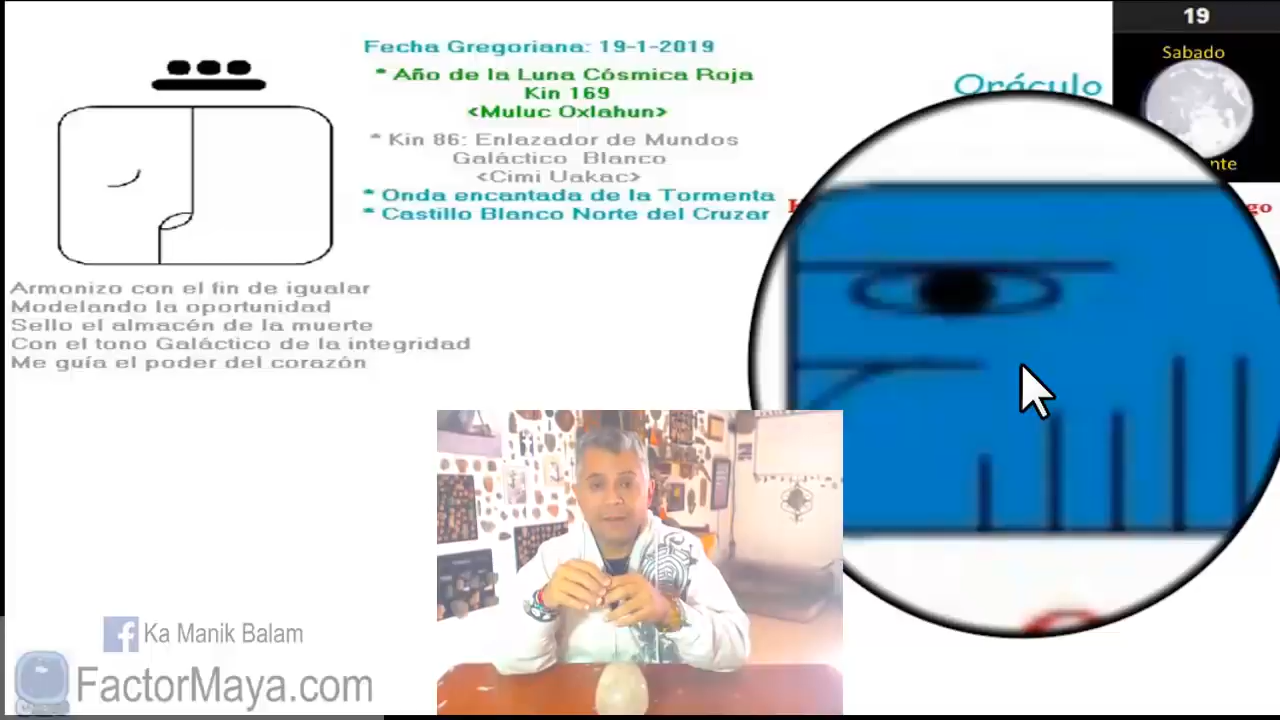 Fecha Gregoriana: 19-1-2019
* Año de la Luna Cósmica Roja
Kin 169
<Muluc Oxlahun>
* Kin 86: Enlazador de Mundos
Galáctico Blanco
<Cimi Uakac>
* Onda encantada de la Tormenta
* Castillo Blanco Norte del Cruzar
Armonizo con el fin de igualar
Modelando la oportunidad
Sello el almacén de la muerte
Con el tono Galáctico de la integridad
Me guía el poder del corazón
Oráculo
19
Sabado
nte
go
Ka Manik Balam
FactorMaya.com